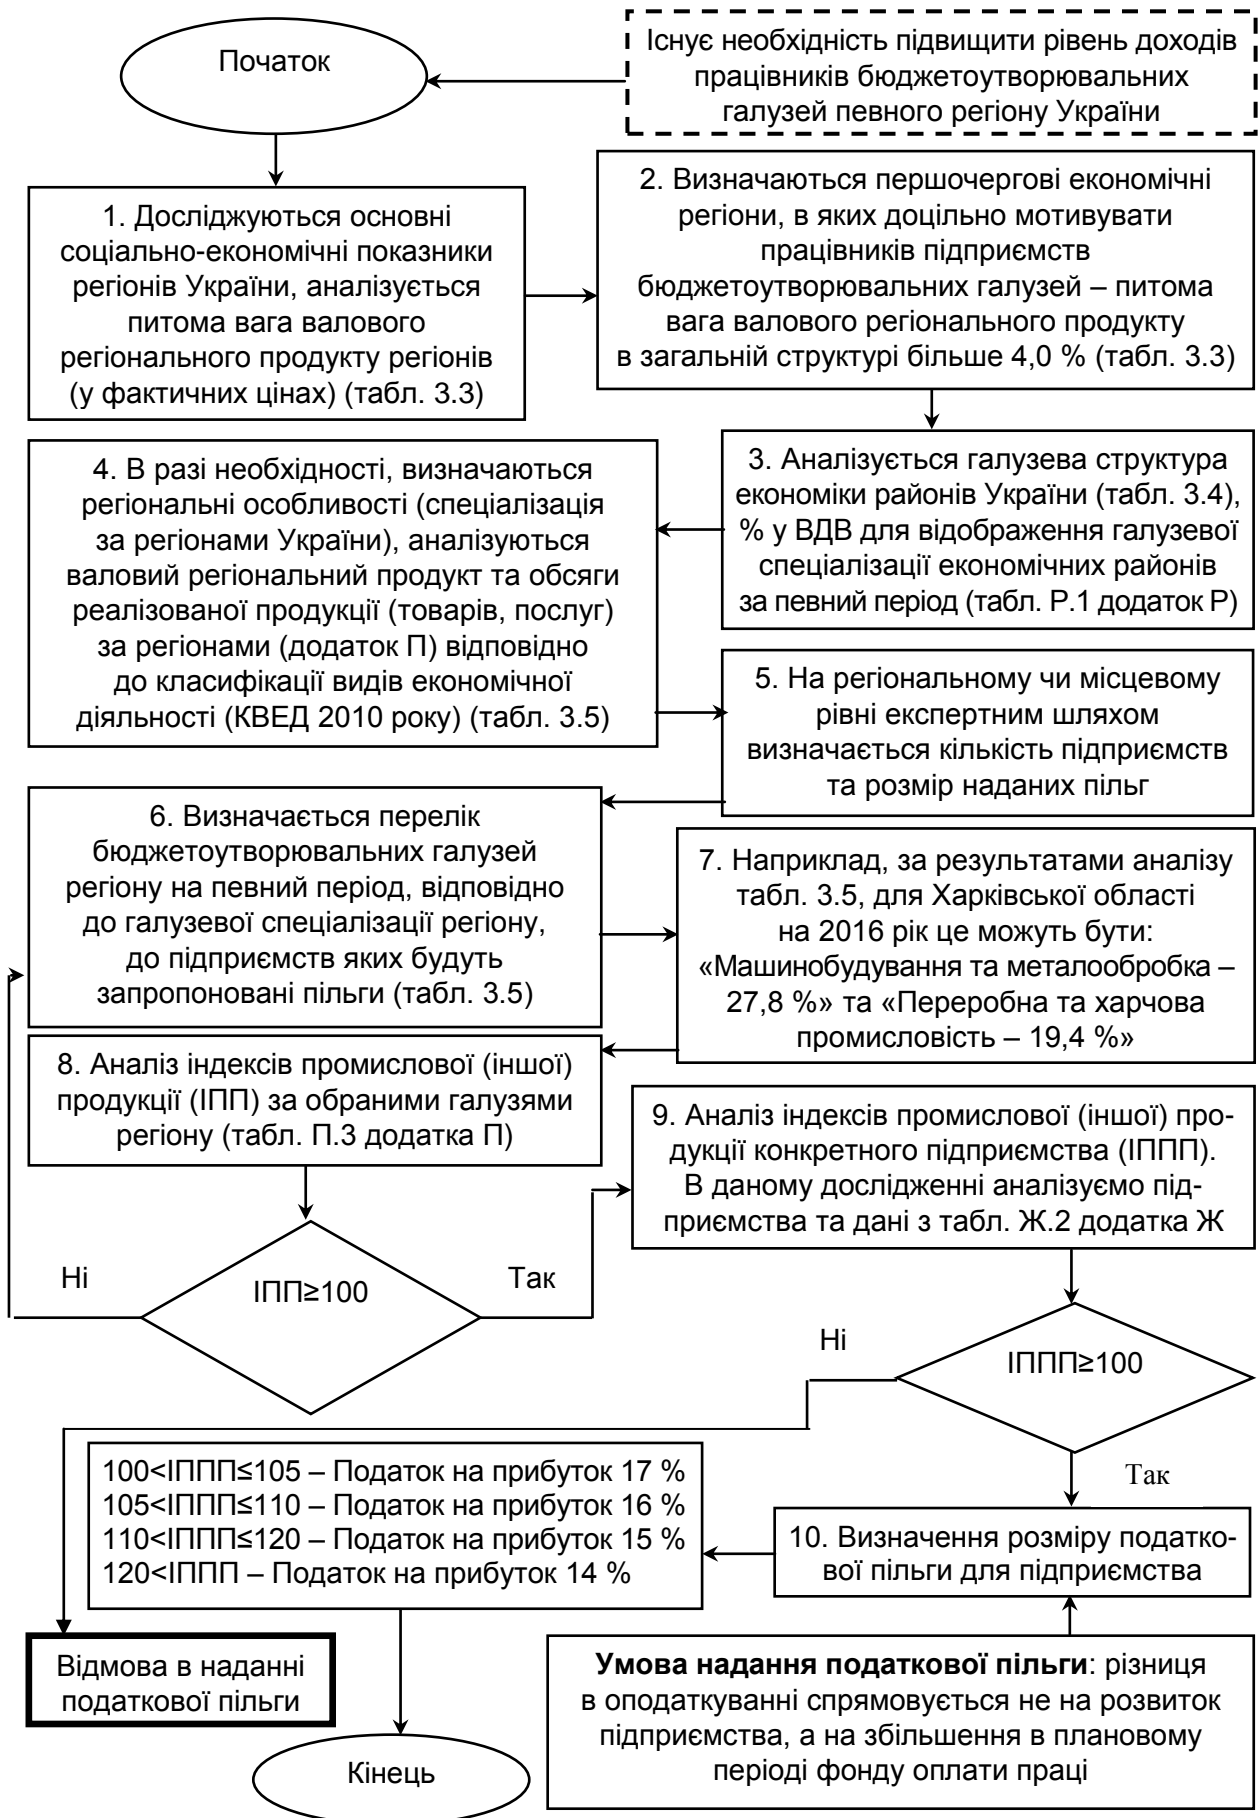 Початок
Існує необхідність підвищити рівень доходів
працівників бюджетоутворювальних
галузей певного регіону України
1. Досліджуються основні
соціально-економічні показники
регіонів України, аналізується
питома вага валового
регіонального продукту регіонів
(у фактичних цінах) (табл. 3.3)
2. Визначаються першочергові економічні
регіони, в яких доцільно мотивувати
працівників підприємств
бюджетоутворювальних галузей – питома
вага валового регіонального продукту
в загальній структурі більше 4,0 % (табл. 3.3)
3. Аналізується галузева структура
економіки районів України (табл. 3.4),
% у ВДВ для відображення галузевої
спеціалізації економічних районів
за певний період (табл. Р.1 додаток Р)
4. В разі необхідності, визначаються
регіональні особливості (спеціалізація
за регіонами України), аналізуються
валовий регіональний продукт та обсяги
реалізованої продукції (товарів, послуг)
за регіонами (додаток П) відповідно
до класифікації видів економічної
діяльності (КВЕД 2010 року) (табл. 3.5)
5. На регіональному чи місцевому
рівні експертним шляхом
визначається кількість підприємств
та розмір наданих пільг
6. Визначається перелік
бюджетоутворювальних галузей
регіону на певний період, відповідно
до галузевої спеціалізації регіону,
до підприємств яких будуть
запропоновані пільги (табл. 3.5)
7. Наприклад, за результатами аналізу
табл. 3.5, для Харківської області
на 2016 рік це можуть бути:
«Машинобудування та металообробка –
27,8 %» та «Переробна та харчова
промисловість – 19,4 %»
8. Аналіз індексів промислової (іншої)
продукції (ІПП) за обраними галузями
регіону (табл. П.3 додатка П)
9. Аналіз індексів промислової (іншої) про-
дукції конкретного підприємства (ІППП).
В даному дослідженні аналізуємо під-
приємства та дані з табл. Ж.2 додатка Ж
Ні
ІПП≥100
Так
Ні
ІППП≥100
Так
100<ІППП≤105 – Податок на прибуток 17 %
105<ІППП≤110 – Податок на прибуток 16 %
110<ІППП≤120 – Податок на прибуток 15 %
120<ІППП – Податок на прибуток 14 %
10. Визначення розміру податко-
вої пільги для підприємства
Відмова в наданні
податкової пільги
Умова надання податкової пільги: різниця
в оподаткуванні спрямовується не на розвиток
підприємства, а на збільшення в плановому
періоді фонду оплати праці
Кінець